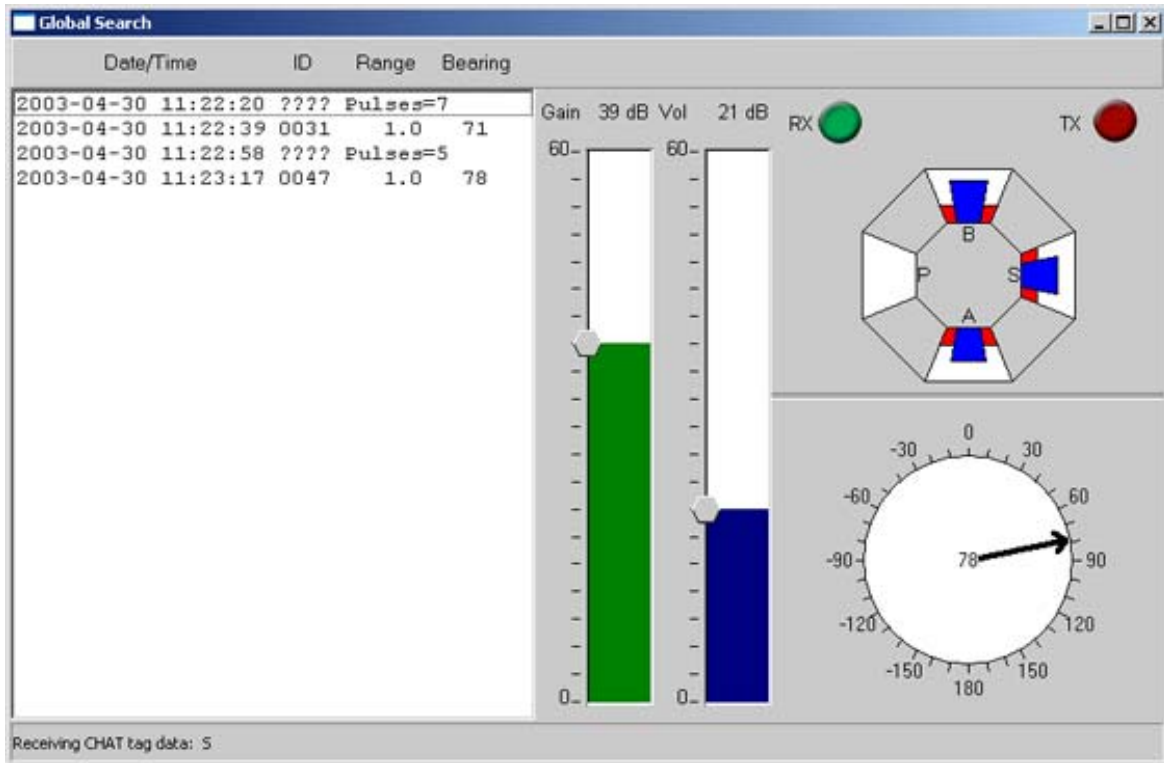 Global Search
Date/Time ID Range Bearing
2003-04-30 11:22:20 ???? Pulses=7
2003-04-30 11:22:39 0031 1.0 71
2003-04-30 11:22:58 ???? Pulses=5
2003-04-30 11:23:17 0047 1.0 78
Gain 39 dB Vol 21 dB
60 60
0 0
RX TX
B
P S
A
0
-30 30
-60 60
-90 78 90
-120 120
-150 150
180
Receiving CHAT tag data: S